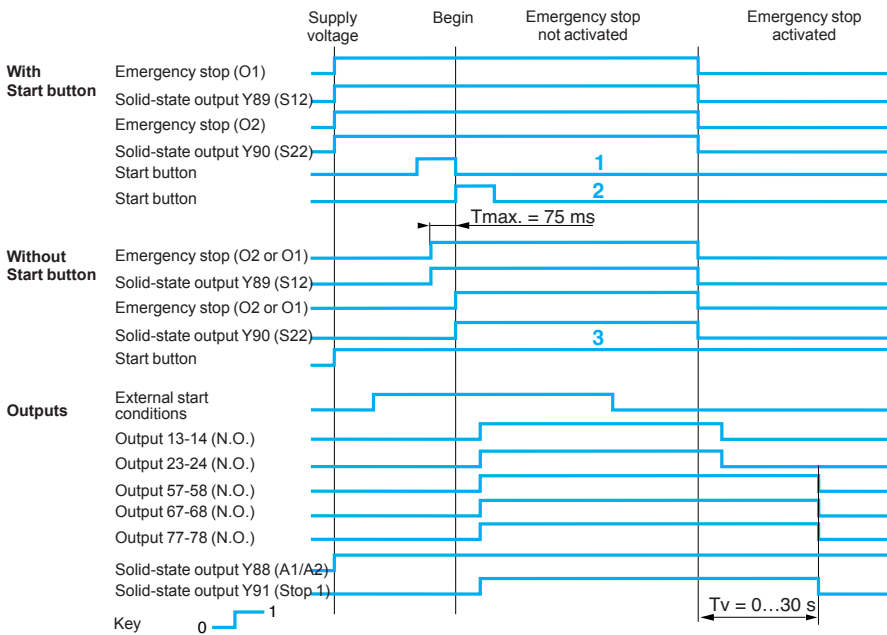 Supply voltage
Begin
Emergency stop not activated
Emergency stop activated
With Start button
Emergency stop (O1)
Solid-state output Y89 (S12)
Emergency stop (O2)
Solid-state output Y90 (S22)
Start button
1
Start button
2
Tmax. = 75 ms
Without Start button
Emergency stop (O2 or O1)
Solid-state output Y89 (S12)
Emergency stop (O2 or O1)
Solid-state output Y90 (S22)
3
Start button
Outputs
External start conditions
Output 13-14 (N.O.)
Output 23-24 (N.O.)
Output 57-58 (N.O.)
Output 67-68 (N.O.)
Output 77-78 (N.O.)
Solid-state output Y88 (A1/A2)
Solid-state output Y91 (Stop 1)
Tv = 0...30 s
Key
0
1